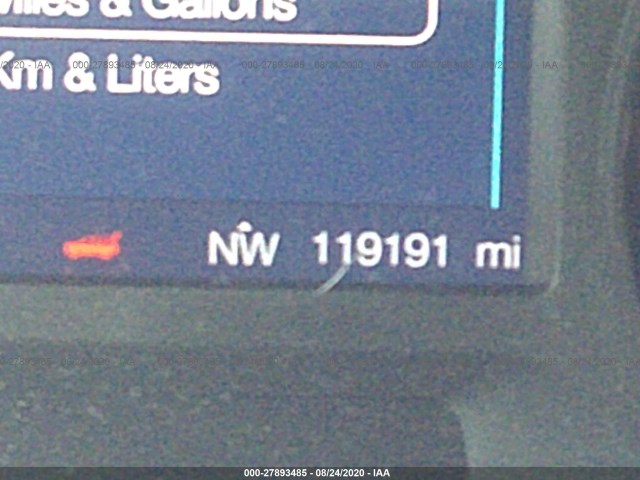 Miles & Gallons
Km & Liters
NW 119191 mi
000-27893485 - 08/24/2020 - IAA